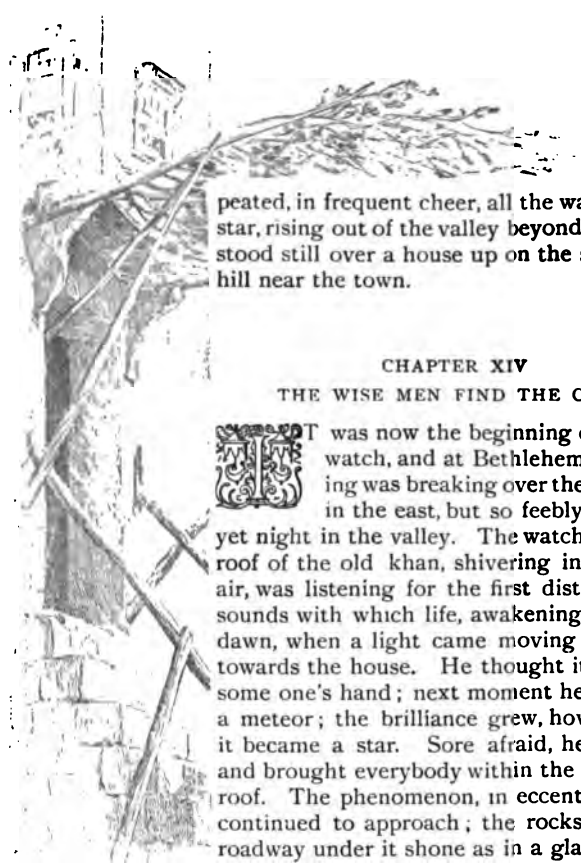 peated, in frequent cheer, all the wa
star, rising out of the valley beyond
stood still over a house up on the
hill near the town.
CHAPTER XIV
THE WISE MEN FIND THE C
IT was now the beginning
watch, and at Bethlehem
ing was breaking over the
in the east, but so feebly
yet night in the valley. The watch
roof of the old khan, shivering in
air, was listening for the first dist
sounds with which life, awakening
dawn, when a light came moving
towards the house. He thought it
some one's hand; next moment he
a meteor; the brilliance grew, how
it became a star. Sore afraid, he
and brought everybody within the
roof. The phenomenon, in eccent
continued to approach; the rocks
roadway under it shone as in a gla